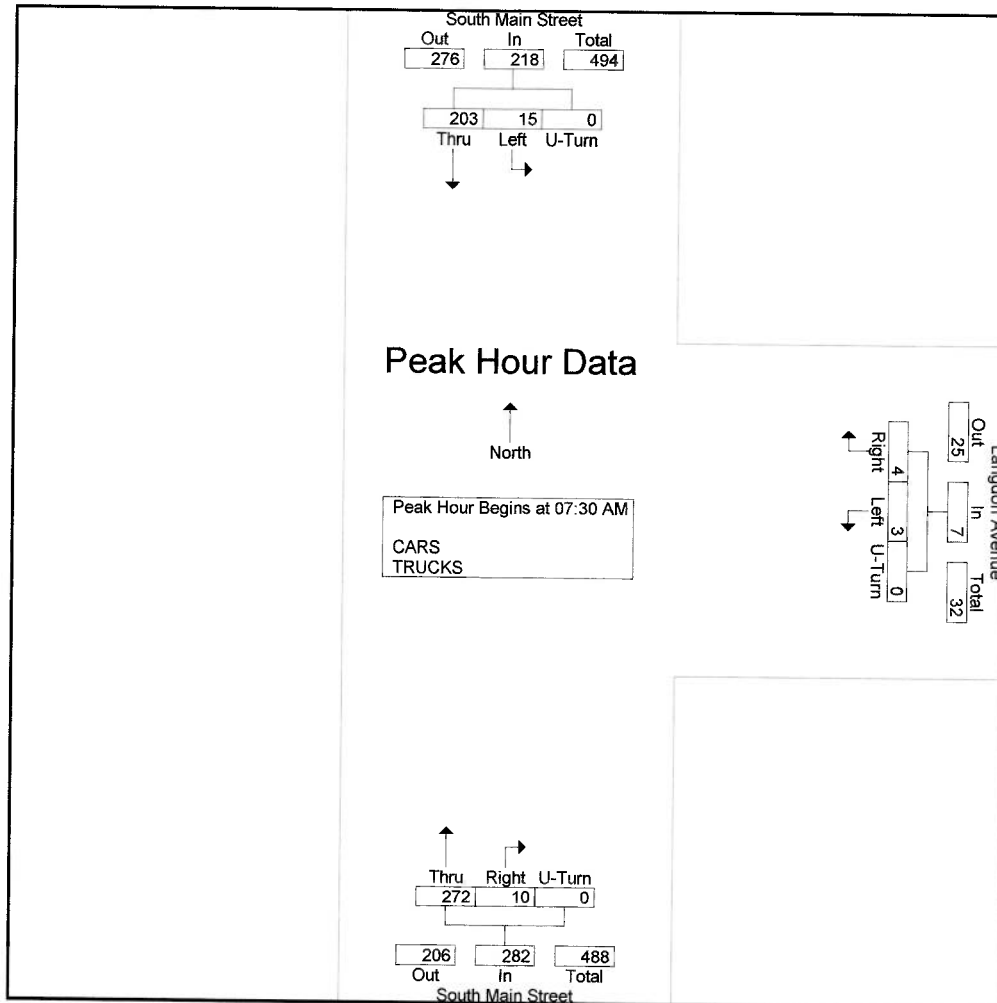 South Main Street
Out In Total
276 218 494
203 15 0
Thru Left U-Turn
Peak Hour Data
North
Peak Hour Begins at 07:30 AM
CARS
TRUCKS
Langdon Avenue
Out In Total
25 7 32
4 3 0
Right Left U-Turn
Thru Right U-Turn
272 10 0
206 282 488
Out In Total
South Main Street